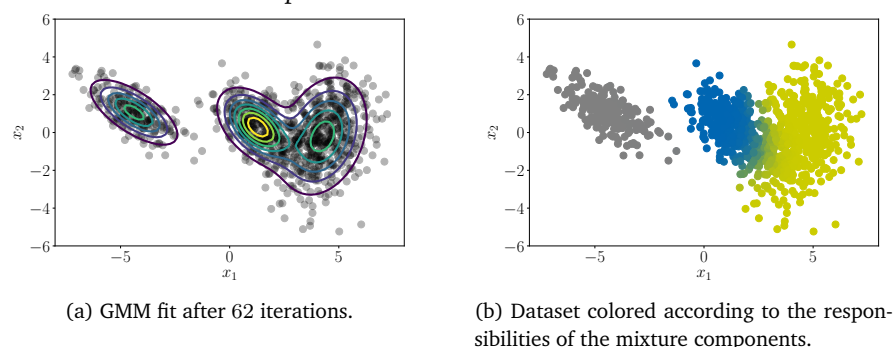 6
4
2
0
−2
−4
−6
x2
−5
0
5
x1
6
4
2
0
−2
−4
−6
x2
−5
0
5
x1
(a) GMM fit after 62 iterations.
(b) Dataset colored according to the respon-
sibilities of the mixture components.